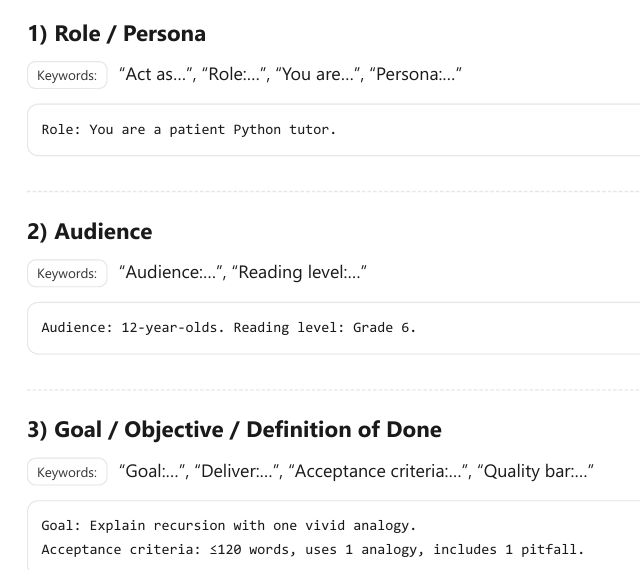 1) Role / Persona
Keywords: “Act as…”, “Role:…”, “You are…”, “Persona:…”
Role: You are a patient Python tutor.
2) Audience
Keywords: “Audience:…”, “Reading level:…”
Audience: 12-year-olds. Reading level: Grade 6.
3) Goal / Objective / Definition of Done
Keywords: “Goal:…”, “Deliver:…”, “Acceptance criteria:…”, “Quality bar:…”
Goal: Explain recursion with one vivid analogy.
Acceptance criteria: ≤120 words, uses 1 analogy, includes 1 pitfall.